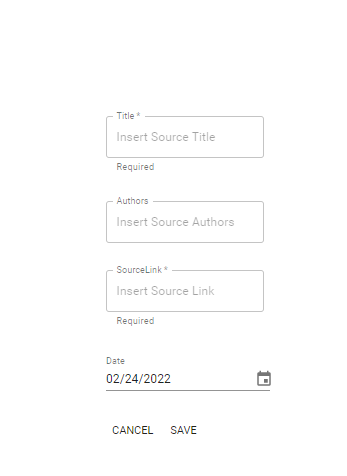 Title *
Insert Source Title
Required
Authors
Insert Source Authors
SourceLink *
Insert Source Link
Required
Date
02/24/2022
CANCEL SAVE